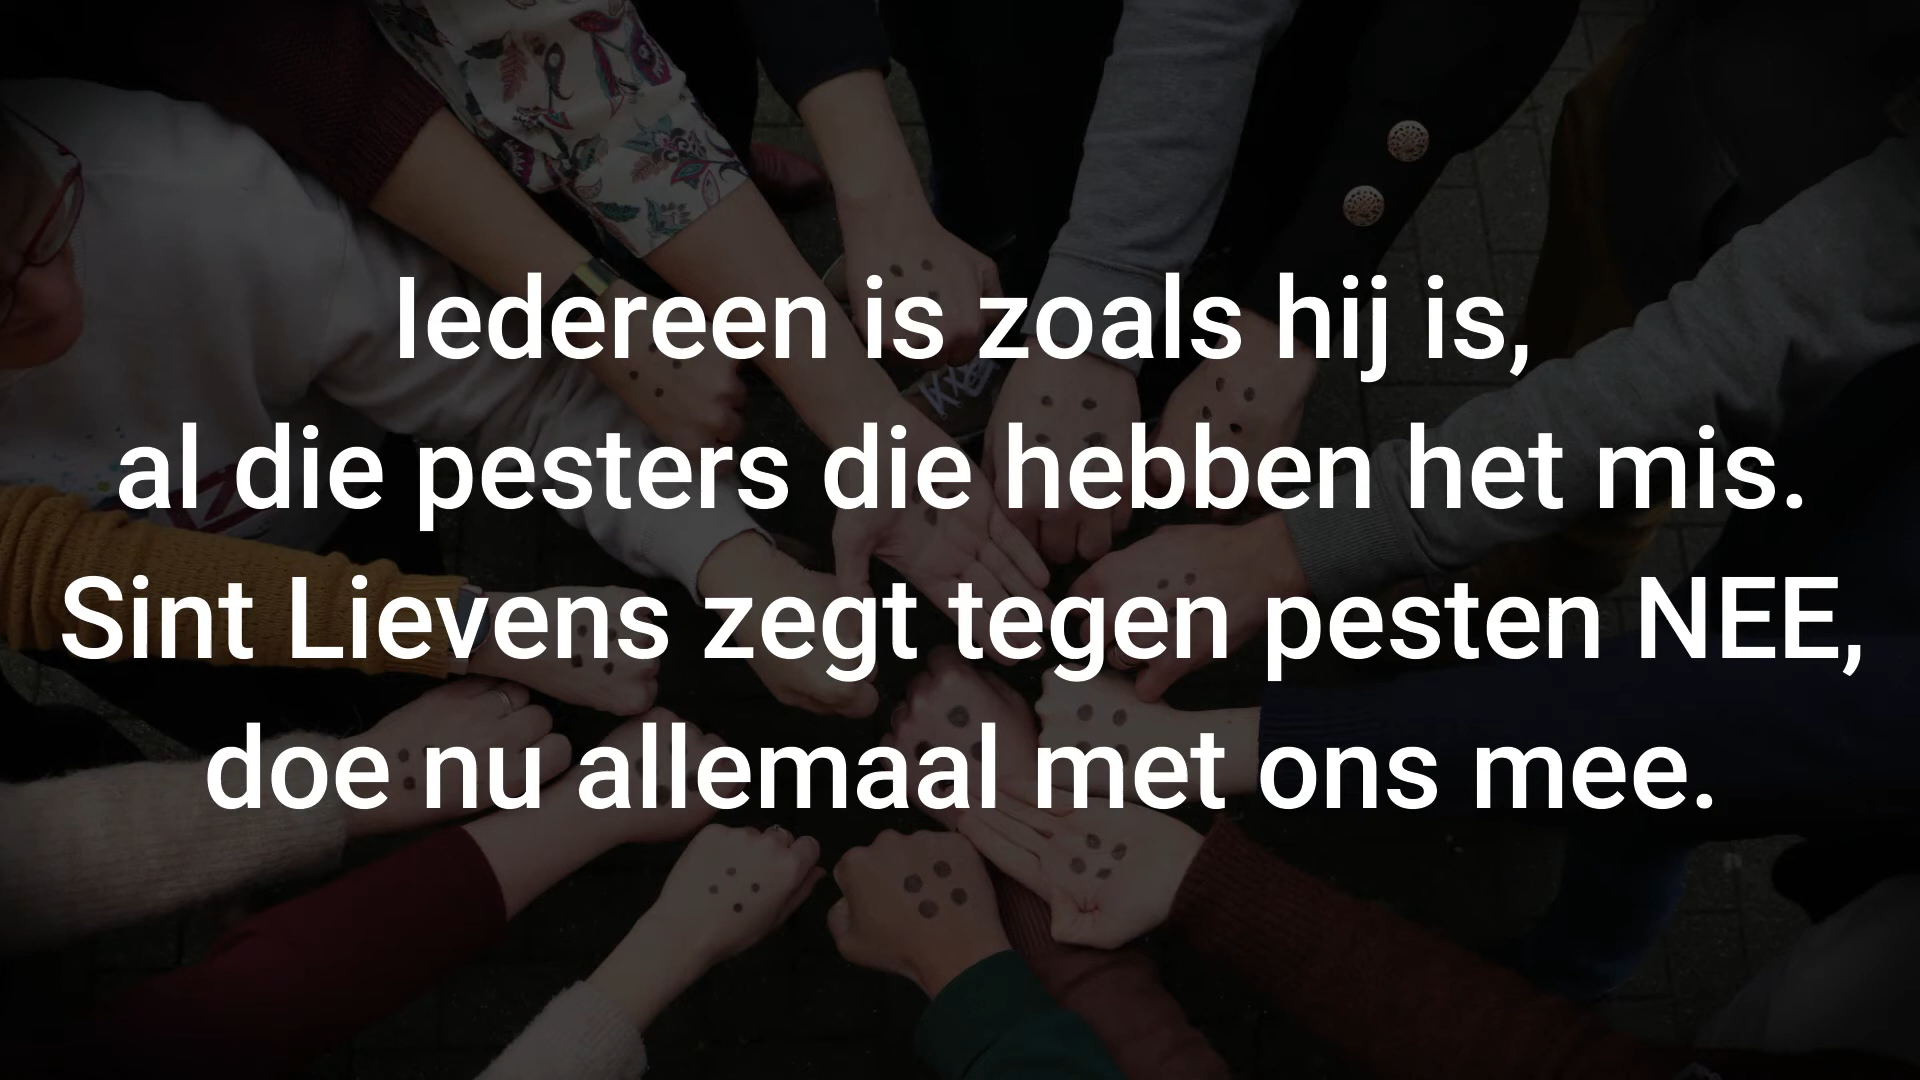 Iedereen is zoals hij is,
al die pesters die hebben het mis.
Sint Lievens zegt tegen pesten NEE,
doe nu allemaal met ons mee.